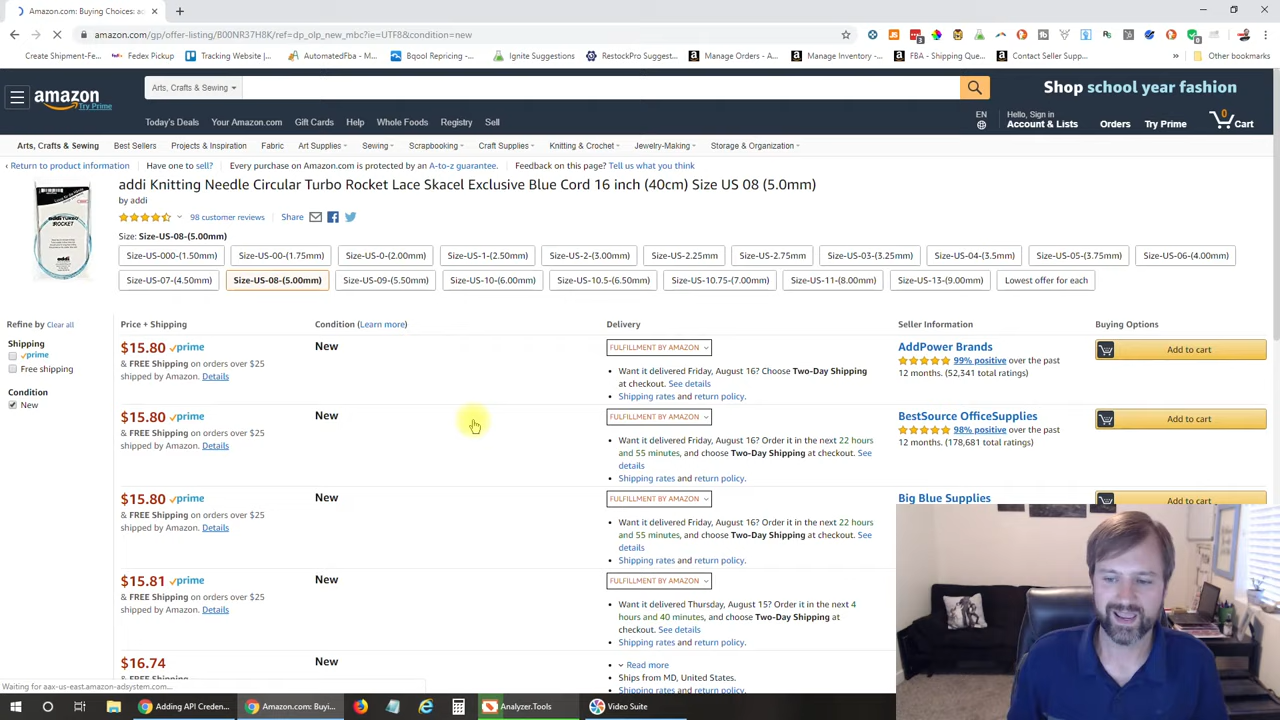 Amazon.com: Buying Choices: ad
amazon.com/gp/offer-listing/B00NR37H8K/ref=dp_olp_new_mbc?ie=UTF8&condition=new
Create Shipment-Fe...
Fedex Pickup
Tracking Website |...
AutomatedFba - M...
Bqool Repricing -...
Ignite Suggestions
RestockPro Suggest...
Manage Orders - A...
Manage Inventory -...
FBA - Shipping Que...
Contact Seller Supp...
Other bookmarks
amazon
Try Prime
Arts, Crafts & Sewing
Shop school year fashion
Today's Deals
Your Amazon.com
Gift Cards
Help
Whole Foods
Registry
Sell
EN
Hello, Sign in
Account & Lists
Orders
Try Prime
0
Cart
Arts, Crafts & Sewing
Best Sellers
Projects & Inspiration
Fabric
Art Supplies
Sewing
Scrapbooking
Craft Supplies
Knitting & Crochet
Jewelry-Making
Storage & Organization
‹ Return to product information
Have one to sell?
Every purchase on Amazon.com is protected by an A-to-z guarantee.
Feedback on this page? Tell us what you think
addi Knitting Needle Circular Turbo Rocket Lace Skacel Exclusive Blue Cord 16 inch (40cm) Size US 08 (5.0mm)
by addi
98 customer reviews
Share
Size: Size-US-08-(5.00mm)
Size-US-000-(1.50mm)
Size-US-00-(1.75mm)
Size-US-0-(2.00mm)
Size-US-1-(2.50mm)
Size-US-2-(3.00mm)
Size-US-2.25mm
Size-US-2.75mm
Size-US-03-(3.25mm)
Size-US-04-(3.5mm)
Size-US-05-(3.75mm)
Size-US-06-(4.00mm)
Size-US-07-(4.50mm)
Size-US-08-(5.00mm)
Size-US-09-(5.50mm)
Size-US-10-(6.00mm)
Size-US-10.5-(6.50mm)
Size-US-10.75-(7.00mm)
Size-US-11-(8.00mm)
Size-US-13-(9.00mm)
Lowest offer for each
Refine by Clear all
Shipping
prime
Free shipping
Condition
New
Price + Shipping
Condition (Learn more)
Delivery
Seller Information
Buying Options
$15.80 prime
& FREE Shipping on orders over $25
shipped by Amazon. Details
New
FULFILLMENT BY AMAZON
Want it delivered Friday, August 16? Choose Two-Day Shipping
at checkout. See details
Shipping rates and return policy.
AddPower Brands
99% positive over the past
12 months. (52,341 total ratings)
Add to cart
$15.80 prime
& FREE Shipping on orders over $25
shipped by Amazon. Details
New
FULFILLMENT BY AMAZON
Want it delivered Friday, August 16? Order it in the next 22 hours
and 55 minutes, and choose Two-Day Shipping at checkout. See
details
Shipping rates and return policy.
BestSource OfficeSupplies
98% positive over the past
12 months. (178,681 total ratings)
Add to cart
$15.80 prime
& FREE Shipping on orders over $25
shipped by Amazon. Details
New
FULFILLMENT BY AMAZON
Want it delivered Friday, August 16? Order it in the next 22 hours
and 55 minutes, and choose Two-Day Shipping at checkout. See
details
Shipping rates and return policy.
Big Blue Supplies
Add to cart
$15.81 prime
& FREE Shipping on orders over $25
shipped by Amazon. Details
New
FULFILLMENT BY AMAZON
Want it delivered Thursday, August 15? Order it in the next 4
hours and 40 minutes, and choose Two-Day Shipping at
checkout. See details
Shipping rates and return policy.
$16.74
New
Read more
Ships from MD, United States.
Shipping rates and return policy.
Waiting for aax-us-east.amazon-adsystem.com...
Adding API Creden...
Amazon.com: Buyi...
Analyzer.Tools
Video Suite